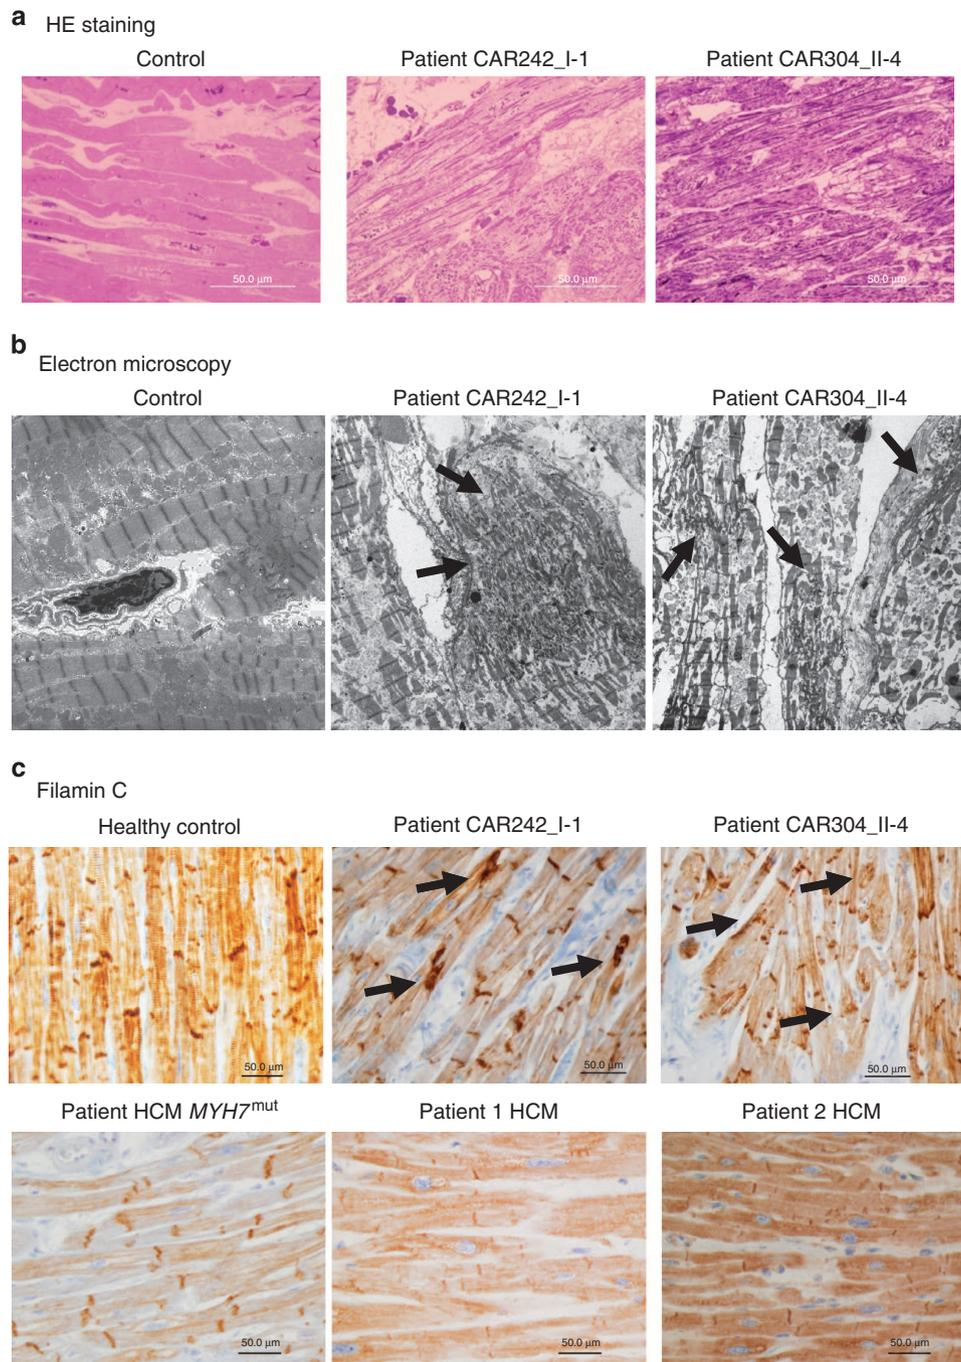 a HE staining
Control Patient CAR242_I-1 Patient CAR304_II-4
50.0 µm 50.0 µm 50.0 µm
b Electron microscopy
Control Patient CAR242_I-1 Patient CAR304_II-4
c Filamin C
Healthy control Patient CAR242_I-1 Patient CAR304_II-4
50.0 µm 50.0 µm 50.0 µm
Patient HCM MYH7mut Patient 1 HCM Patient 2 HCM
50.0 µm 50.0 µm 50.0 µm